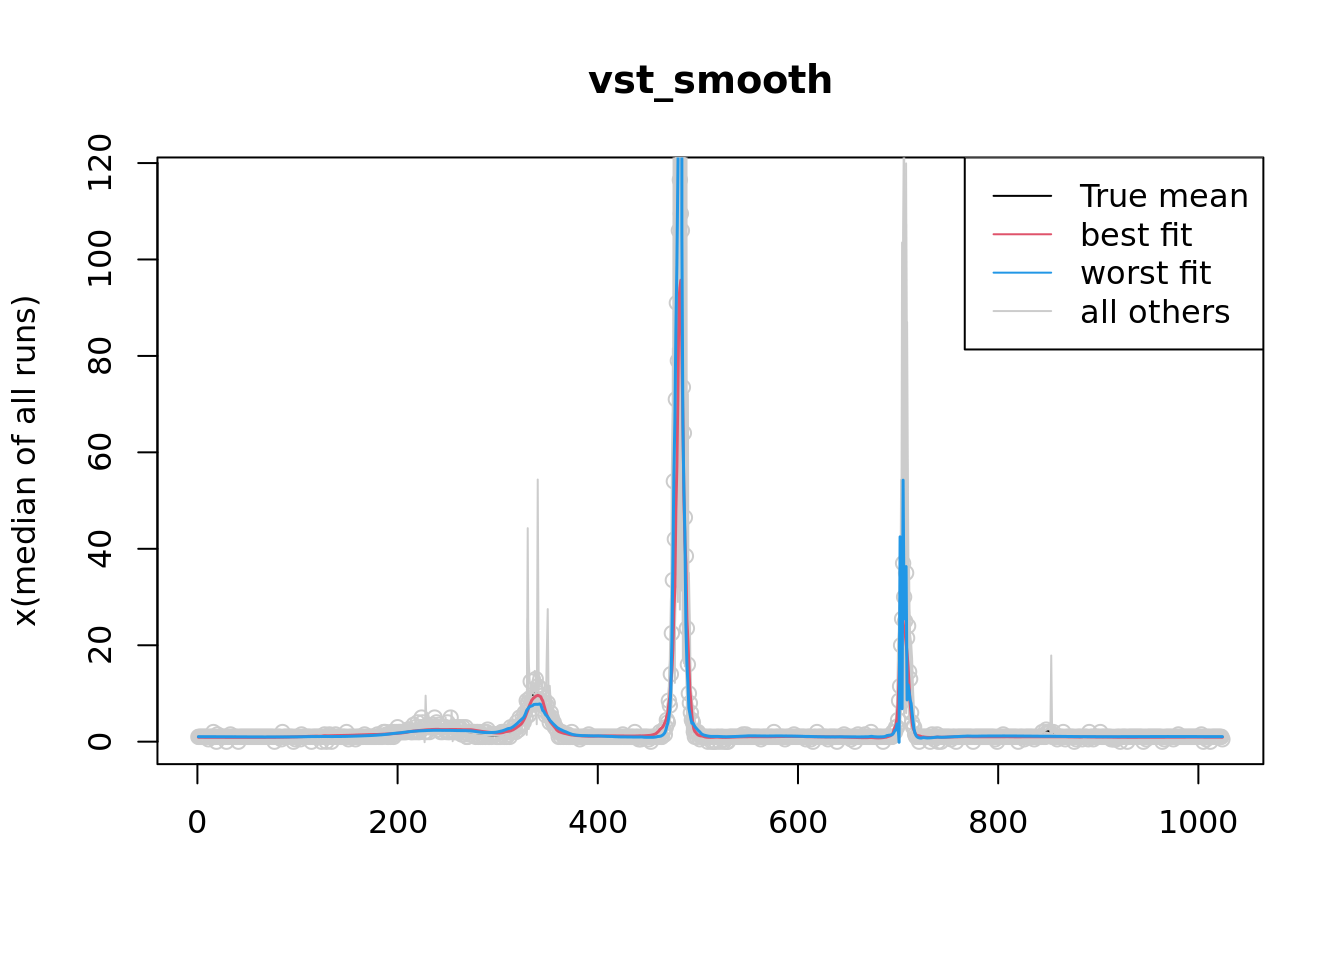 vst_smooth
x(median of all runs)
120
100
80
60
40
20
0
True mean
best fit
worst fit
all others
0 200 400 600 800 1000